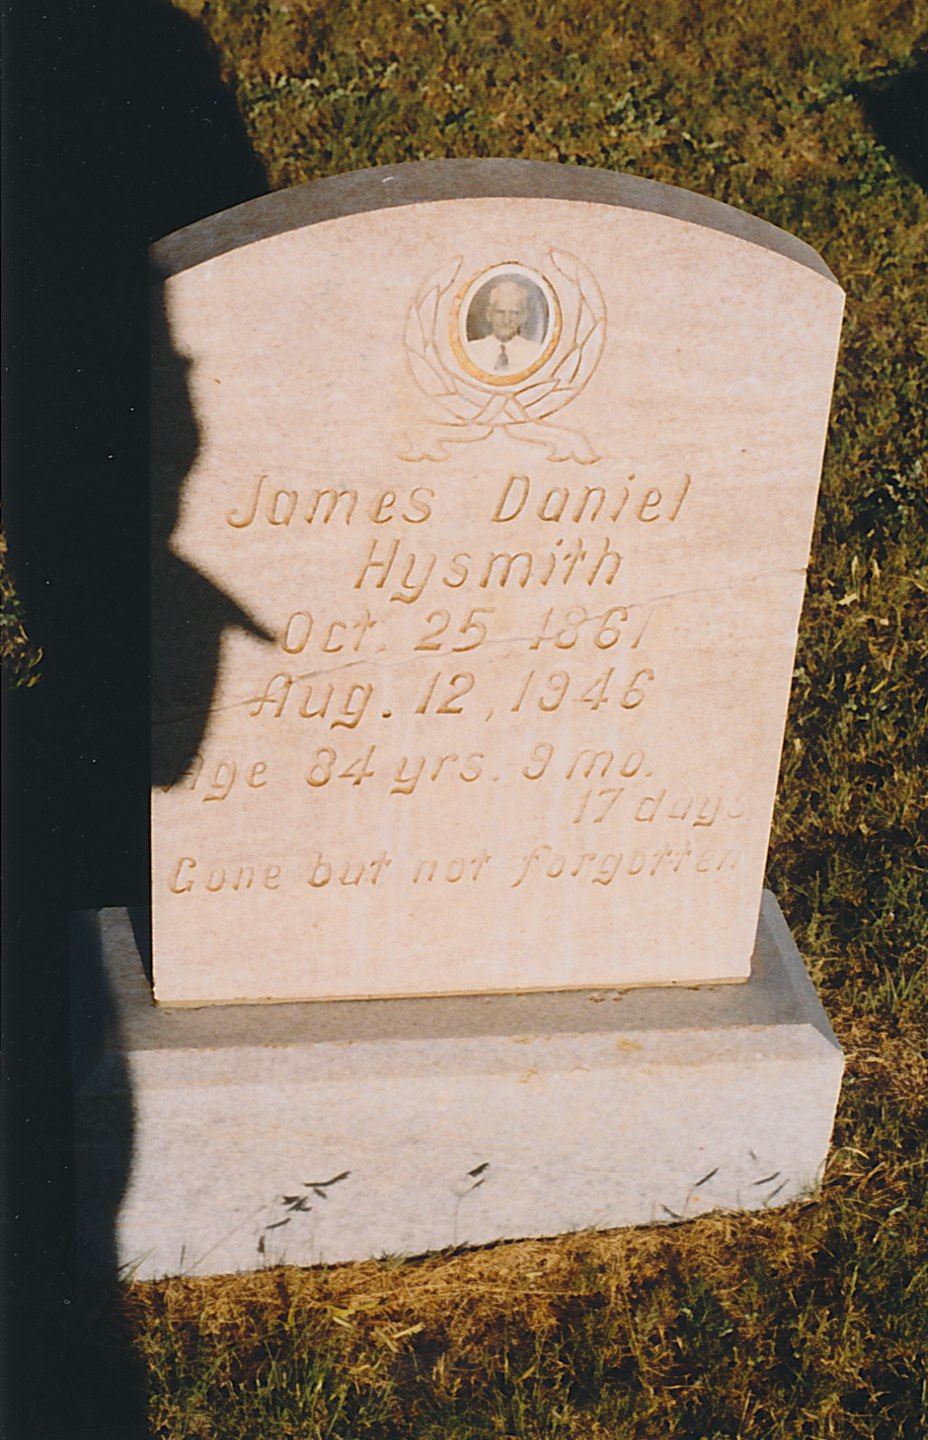 James Daniel
Hysmith
Oct. 25 1861
Aug. 12, 1946
Age 84 yrs. 9 mo.
17 days
Gone but not forgotten